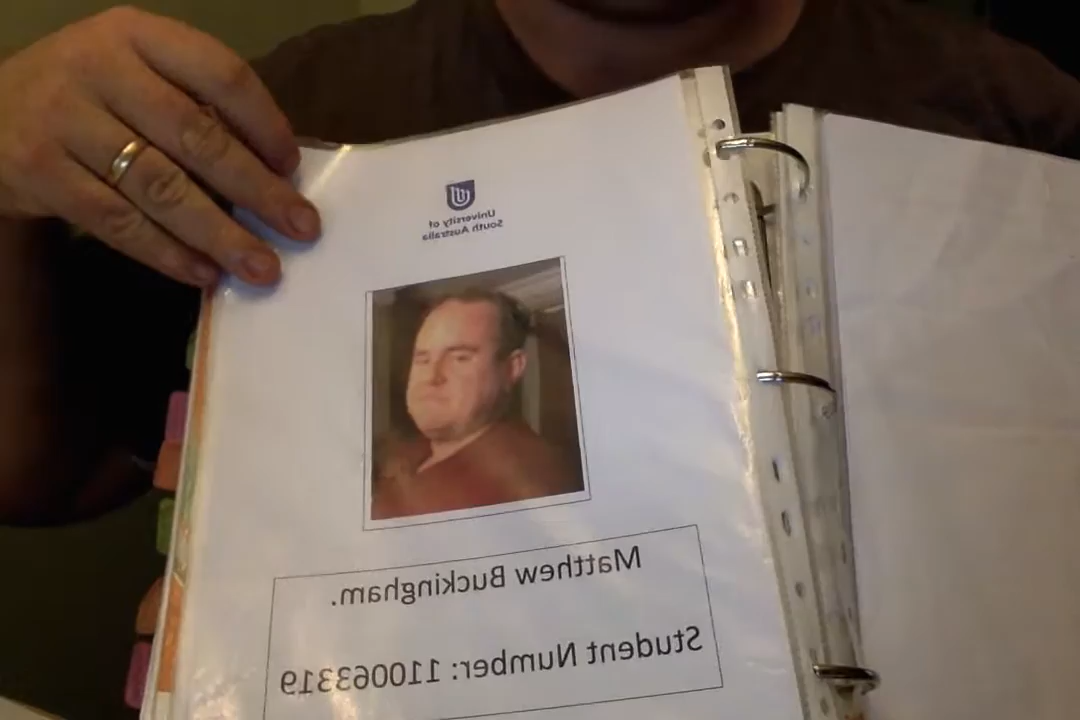 University of
South Australia
Matthew Buckingham.
Student Number: 110063319